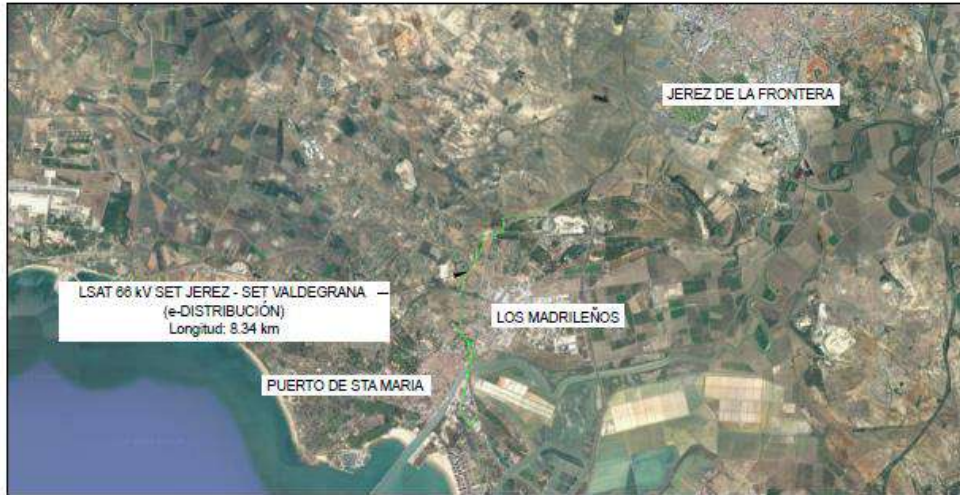 JEREZ DE LA FRONTERA
LSAT 66 kV SET JEREZ - SET VALDEGRANA
(e-DISTRIBUCIÓN)
Longitud: 8.34 km
LOS MADRILEÑOS
PUERTO DE STA MARIA